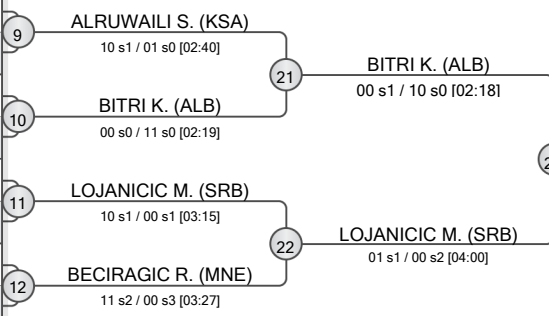 9
ALRUWAILI S. (KSA)
10 s1 / 01 s0 [02:40]
21
BITRI K. (ALB)
00 s1 / 10 s0 [02:18]
10
BITRI K. (ALB)
00 s0 / 11 s0 [02:19]
11
LOJANICIC M. (SRB)
10 s1 / 00 s1 [03:15]
22
LOJANICIC M. (SRB)
01 s1 / 00 s2 [04:00]
12
BECIRAGIC R. (MNE)
11 s2 / 00 s3 [03:27]